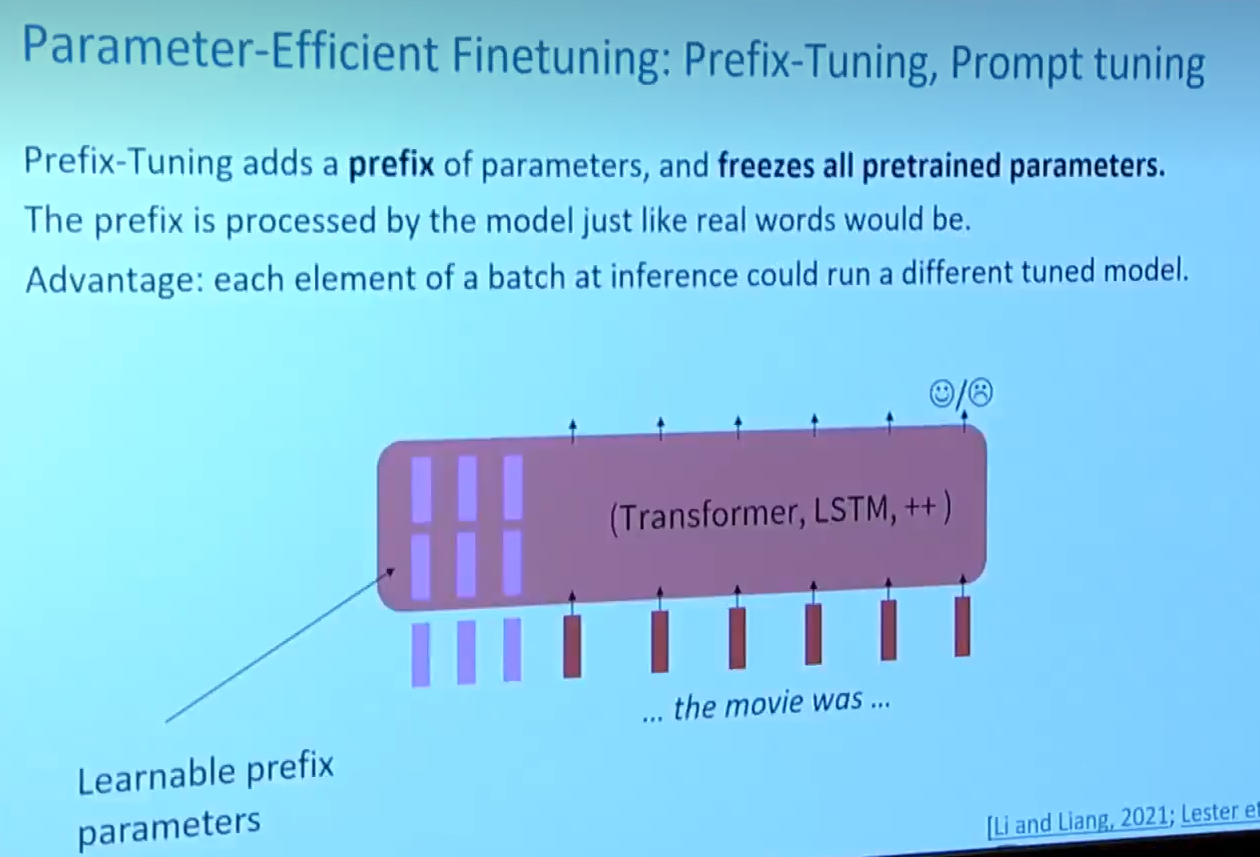 Parameter-Efficient Finetuning: Prefix-Tuning, Prompt tuning
Prefix-Tuning adds a prefix of parameters, and freezes all pretrained parameters.
The prefix is processed by the model just like real words would be.
Advantage: each element of a batch at inference could run a different tuned model.
☺/☹
(Transformer, LSTM, ++ )
... the movie was ...
Learnable prefix
parameters
[Li and Liang, 2021; Lester et